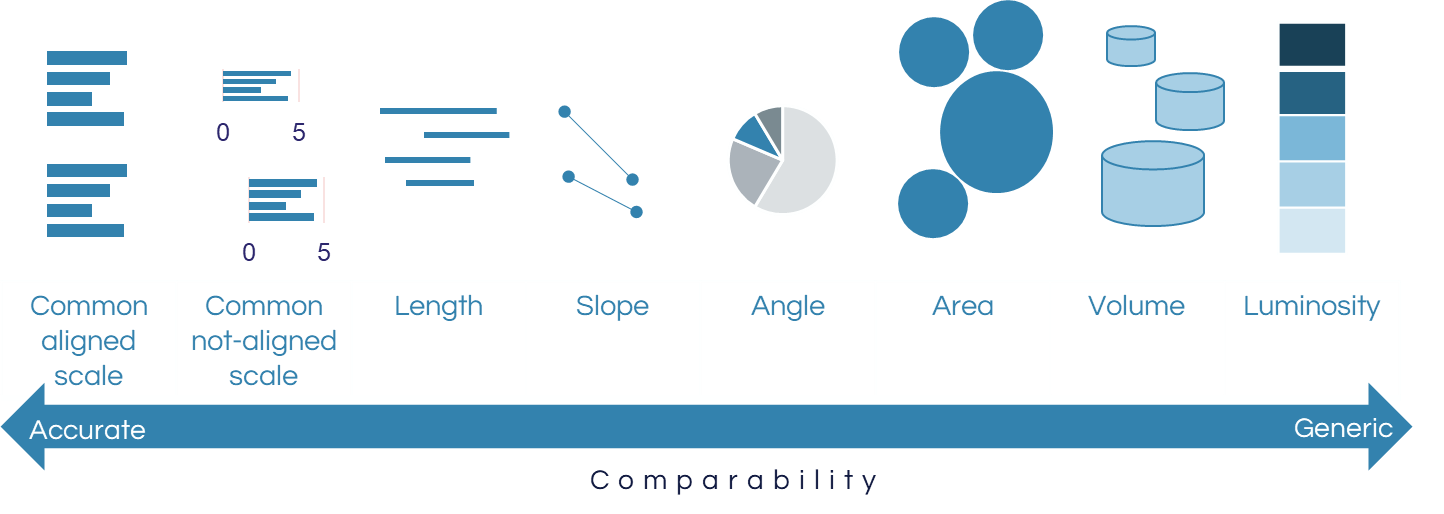 0 5
0 5
Common
aligned
scale
Common
not-aligned
scale
Length
Slope
Angle
Area
Volume
Luminosity
Accurate
Generic
Comparability